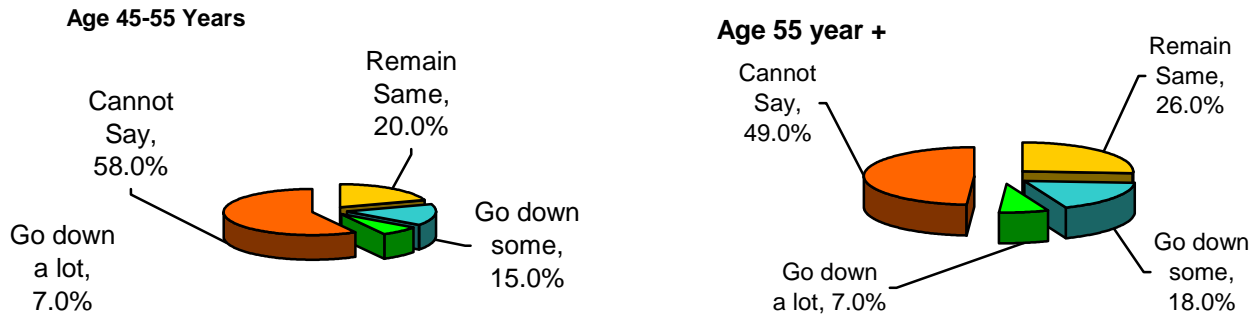 Age 45-55 Years
Remain
Same,
20.0%
Cannot
Say,
58.0%
Go down
a lot,
7.0%
Go down
some,
15.0%
Age 55 year +
Cannot
Say,
49.0%
Remain
Same,
26.0%
Go down
a lot, 7.0%
Go down
some,
18.0%